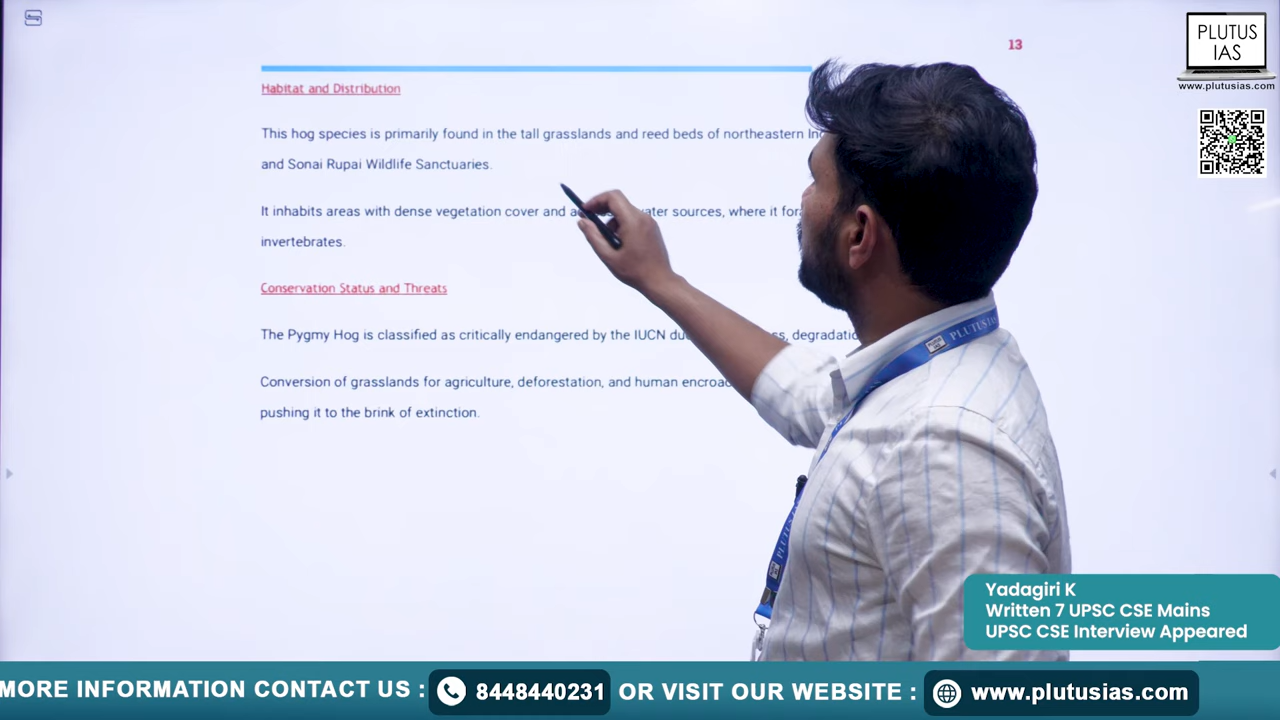 13
PLUTUS
IAS
www.plutusias.com
Habitat and Distribution
This hog species is primarily found in the tall grasslands and reed beds of northeastern
and Sonai Rupai Wildlife Sanctuaries.
It inhabits areas with dense vegetation cover and water sources, where it
invertebrates.
Conservation Status and Threats
The Pygmy Hog is classified as critically endangered by the IUCN
Conversion of grasslands for agriculture, deforestation, and human
pushing it to the brink of extinction.
PLUTUS IAS
Yadagiri K
Written 7 UPSC CSE Mains
UPSC CSE Interview Appeared
MORE INFORMATION CONTACT US : 8448440231 OR VISIT OUR WEBSITE : www.plutusias.com